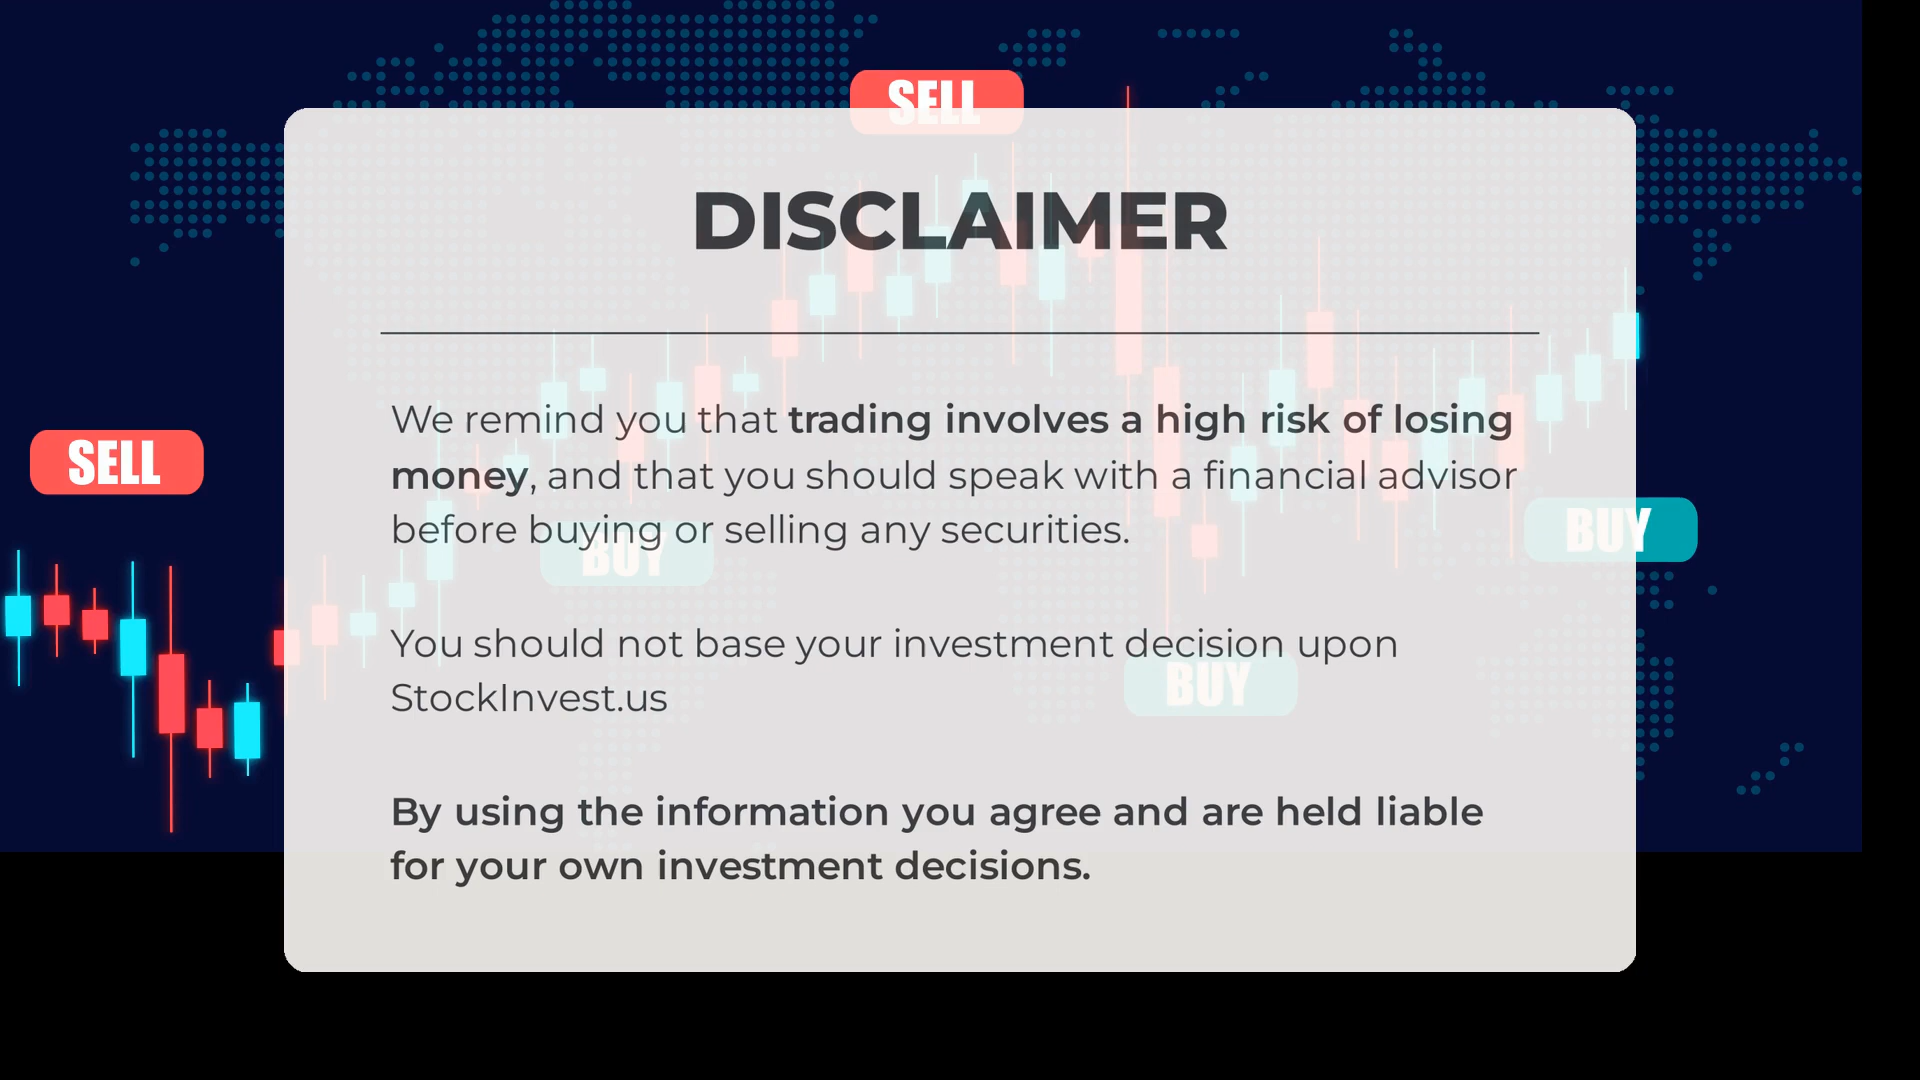 SELL
DISCLAIMER
We remind you that trading involves a high risk of losing
money, and that you should speak with a financial advisor
before buying or selling any securities.
SELL
BUY
BUY
You should not base your investment decision upon
StockInvest.us
BUY
By using the information you agree and are held liable
for your own investment decisions.